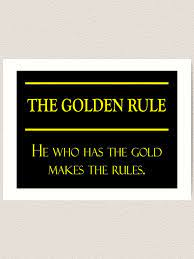 THE GOLDEN RULE
HE WHO HAS THE GOLD
MAKES THE RULES.